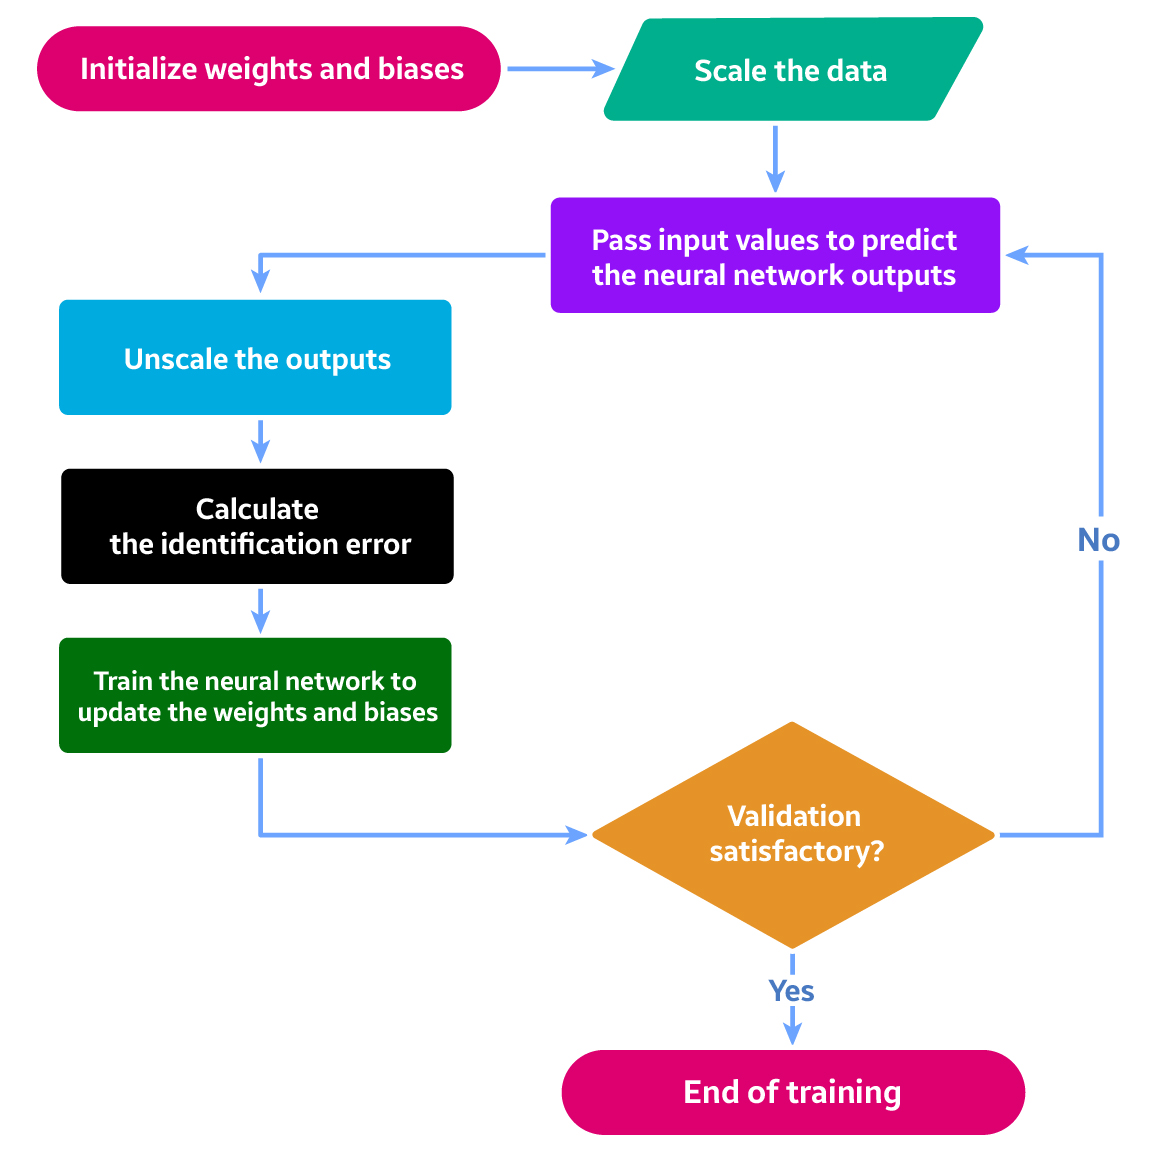 Initialize weights and biases
Scale the data
Pass input values to predict
the neural network outputs
Unscale the outputs
Calculate
the identification error
Train the neural network to
update the weights and biases
Validation
satisfactory?
No
Yes
End of training